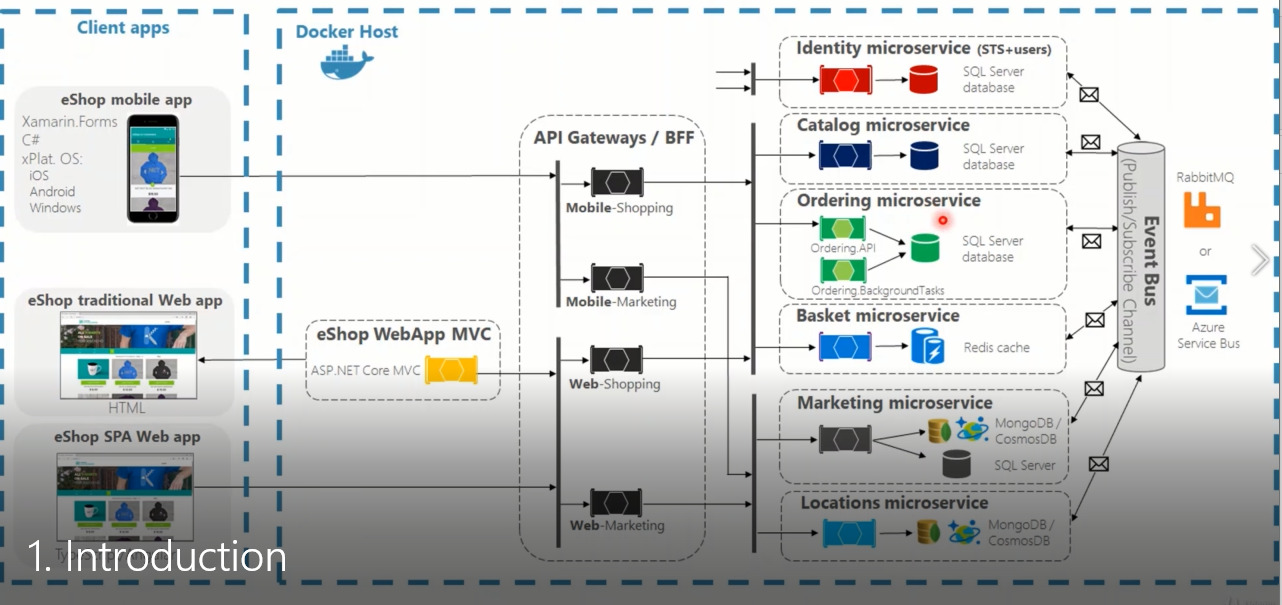 Client apps
eShop mobile app
Xamarin.Forms
C#
xPlat. OS:
iOS
Android
Windows
eShop traditional Web app
HTML
eShop SPA Web app
1. Introduction
Docker Host
eShop WebApp MVC
ASP.NET Core MVC
API Gateways / BFF
Mobile-Shopping
Mobile-Marketing
Web-Shopping
Web-Marketing
Identity microservice (STS+users)
SQL Server
database
Catalog microservice
SQL Server
database
Ordering microservice
Ordering.API
SQL Server
database
Ordering.BackgroundTasks
Basket microservice
Redis cache
Marketing microservice
MongoDB /
CosmosDB
SQL Server
Locations microservice
MongoDB /
CosmosDB
Event Bus
(Publish/Subscribe Channel)
RabbitMQ
or
Azure
Service Bus